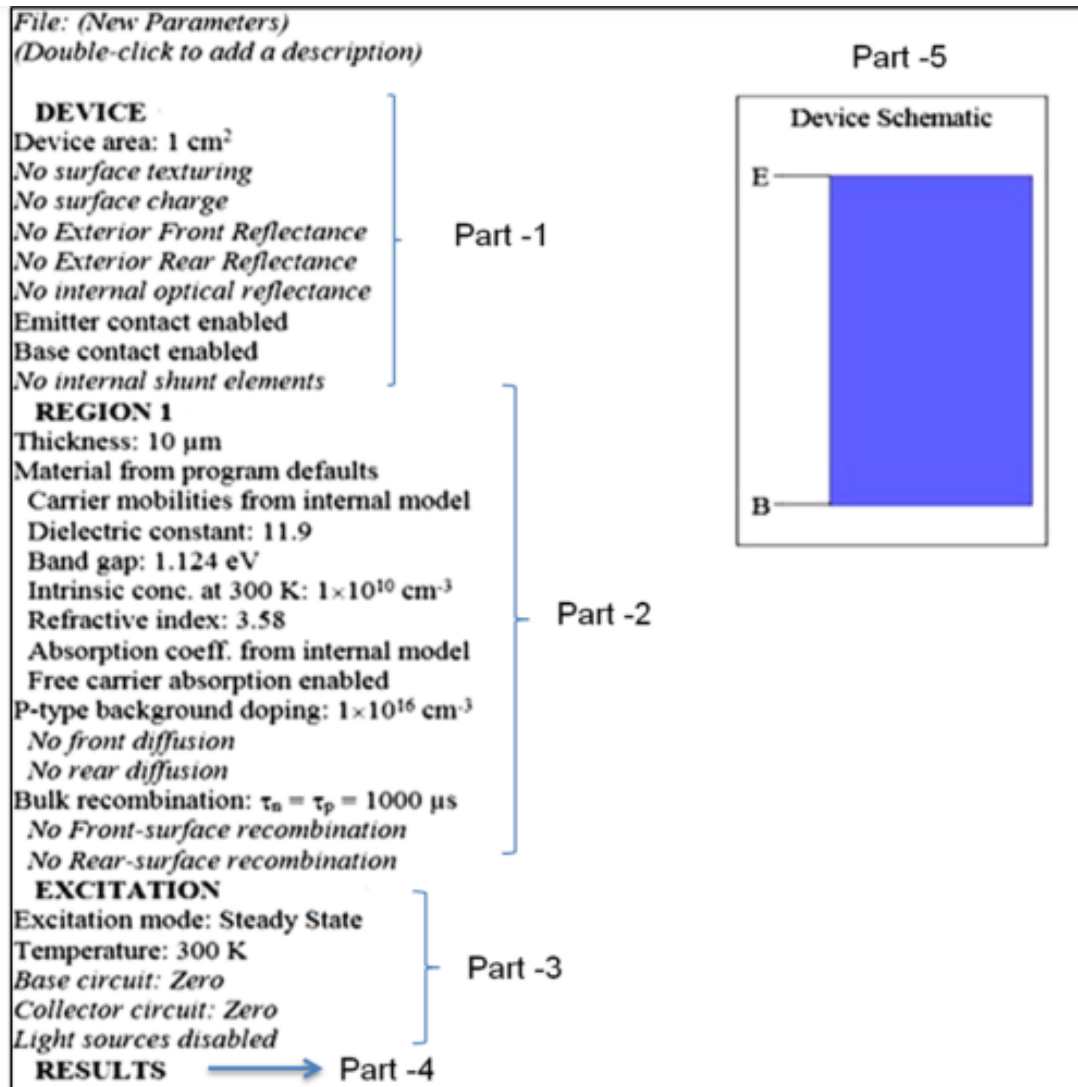 File: (New Parameters)
(Double-click to add a description)
DEVICE
Device area: 1 cm²
No surface texturing
No surface charge
No Exterior Front Reflectance
No Exterior Rear Reflectance
No internal optical reflectance
Emitter contact enabled
Base contact enabled
No internal shunt elements
Part -1
REGION 1
Thickness: 10 µm
Material from program defaults
Carrier mobilities from internal model
Dielectric constant: 11.9
Band gap: 1.124 eV
Intrinsic conc. at 300 K: 1×10¹⁰ cm⁻³
Refractive index: 3.58
Absorption coeff. from internal model
Free carrier absorption enabled
P-type background doping: 1×10¹⁶ cm⁻³
No front diffusion
No rear diffusion
Bulk recombination: τₙ = τₚ = 1000 µs
No Front-surface recombination
No Rear-surface recombination
Part -2
EXCITATION
Excitation mode: Steady State
Temperature: 300 K
Base circuit: Zero
Collector circuit: Zero
Light sources disabled
Part -3
RESULTS
Part -4
Part -5
Device Schematic
E
B